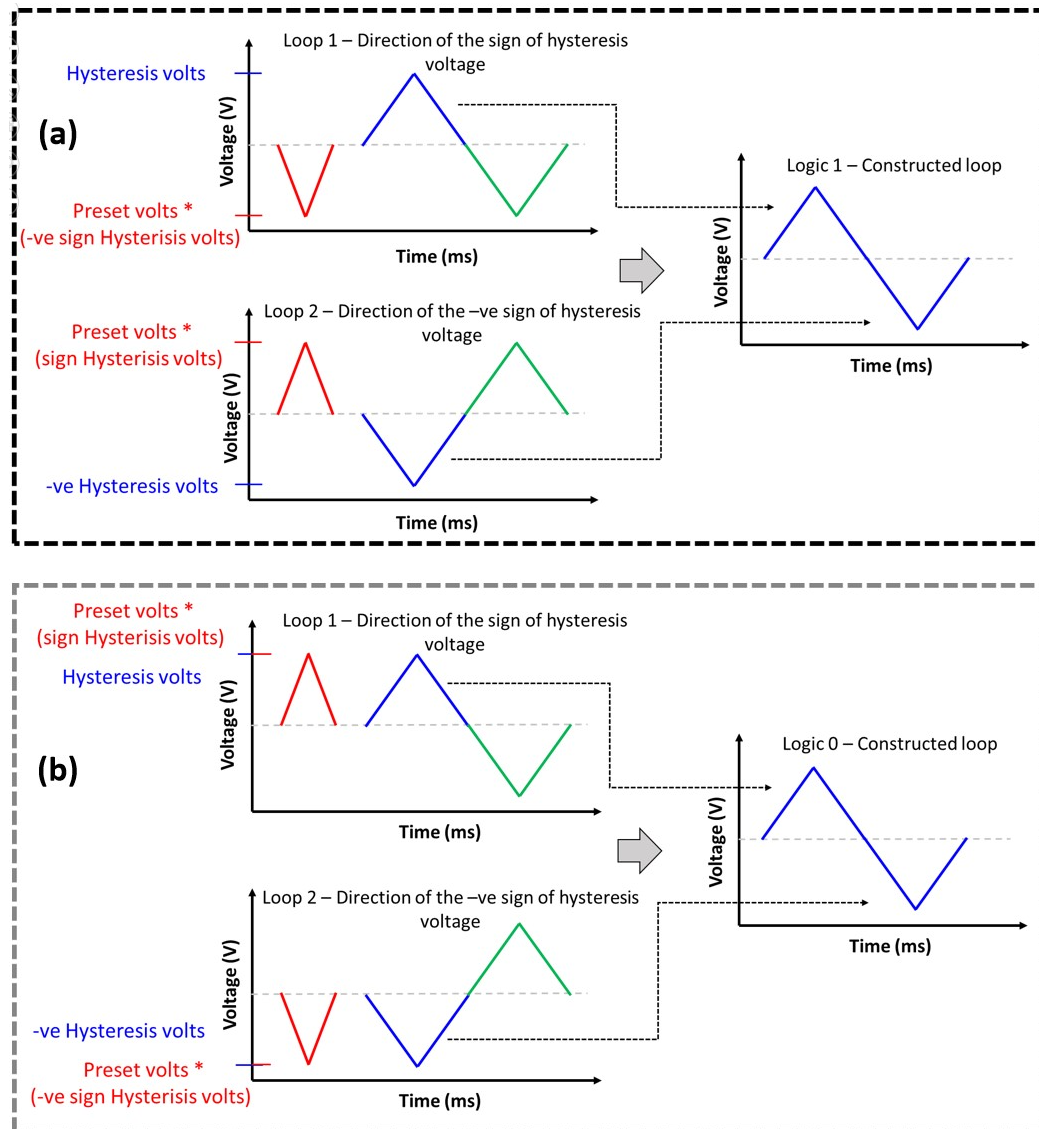 Loop 1 – Direction of the sign of hysteresis
voltage
Hysteresis volts
(a)
Voltage (V)
Preset volts *
(-ve sign Hysterisis volts)
Time (ms)
Loop 2 – Direction of the –ve sign of hysteresis
voltage
Preset volts *
(sign Hysterisis volts)
Voltage (V)
-ve Hysteresis volts
Time (ms)
Logic 1 – Constructed loop
Voltage (V)
Time (ms)
Preset volts *
(sign Hysterisis volts)
Loop 1 – Direction of the sign of hysteresis
voltage
Hysteresis volts
Voltage (V)
(b)
Time (ms)
Loop 2 – Direction of the –ve sign of hysteresis
voltage
Voltage (V)
-ve Hysteresis volts
Preset volts *
(-ve sign Hysterisis volts)
Time (ms)
Logic 0 – Constructed loop
Voltage (V)
Time (ms)